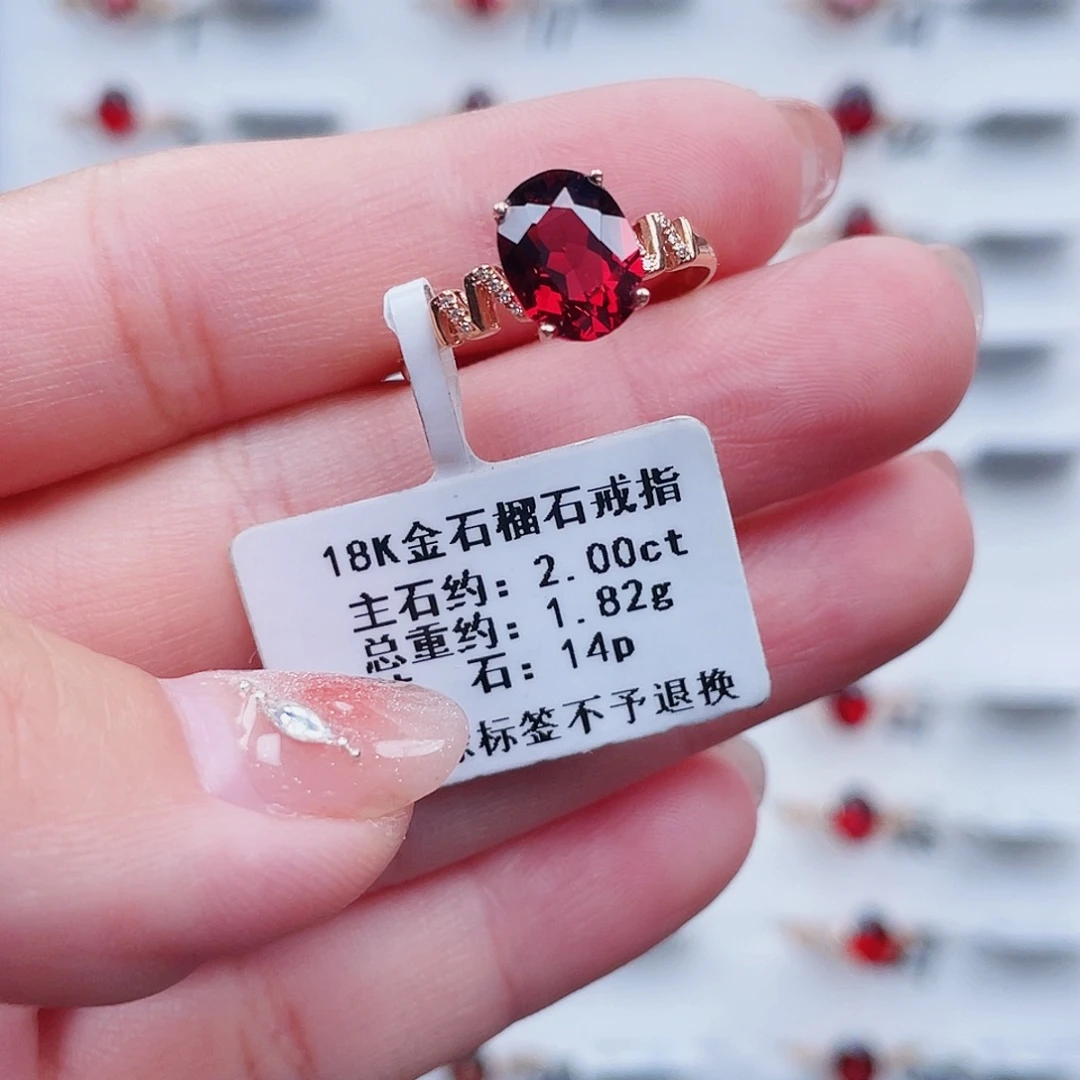 18K金石榴石戒指
主石约：2.00ct
总重约：1.82g
石：14p
标签不予退换